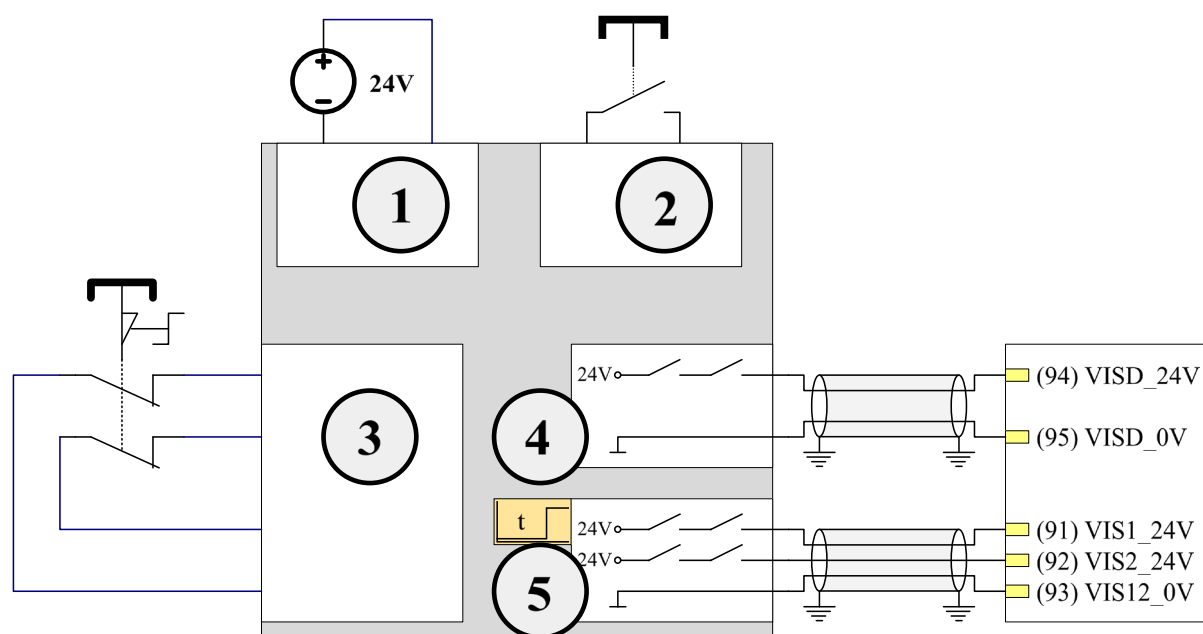 24V
1
2
3
4
5
24V
24V
24V
t
(94) VISD_24V
(95) VISD_0V
(91) VIS1_24V
(92) VIS2_24V
(93) VIS12_0V